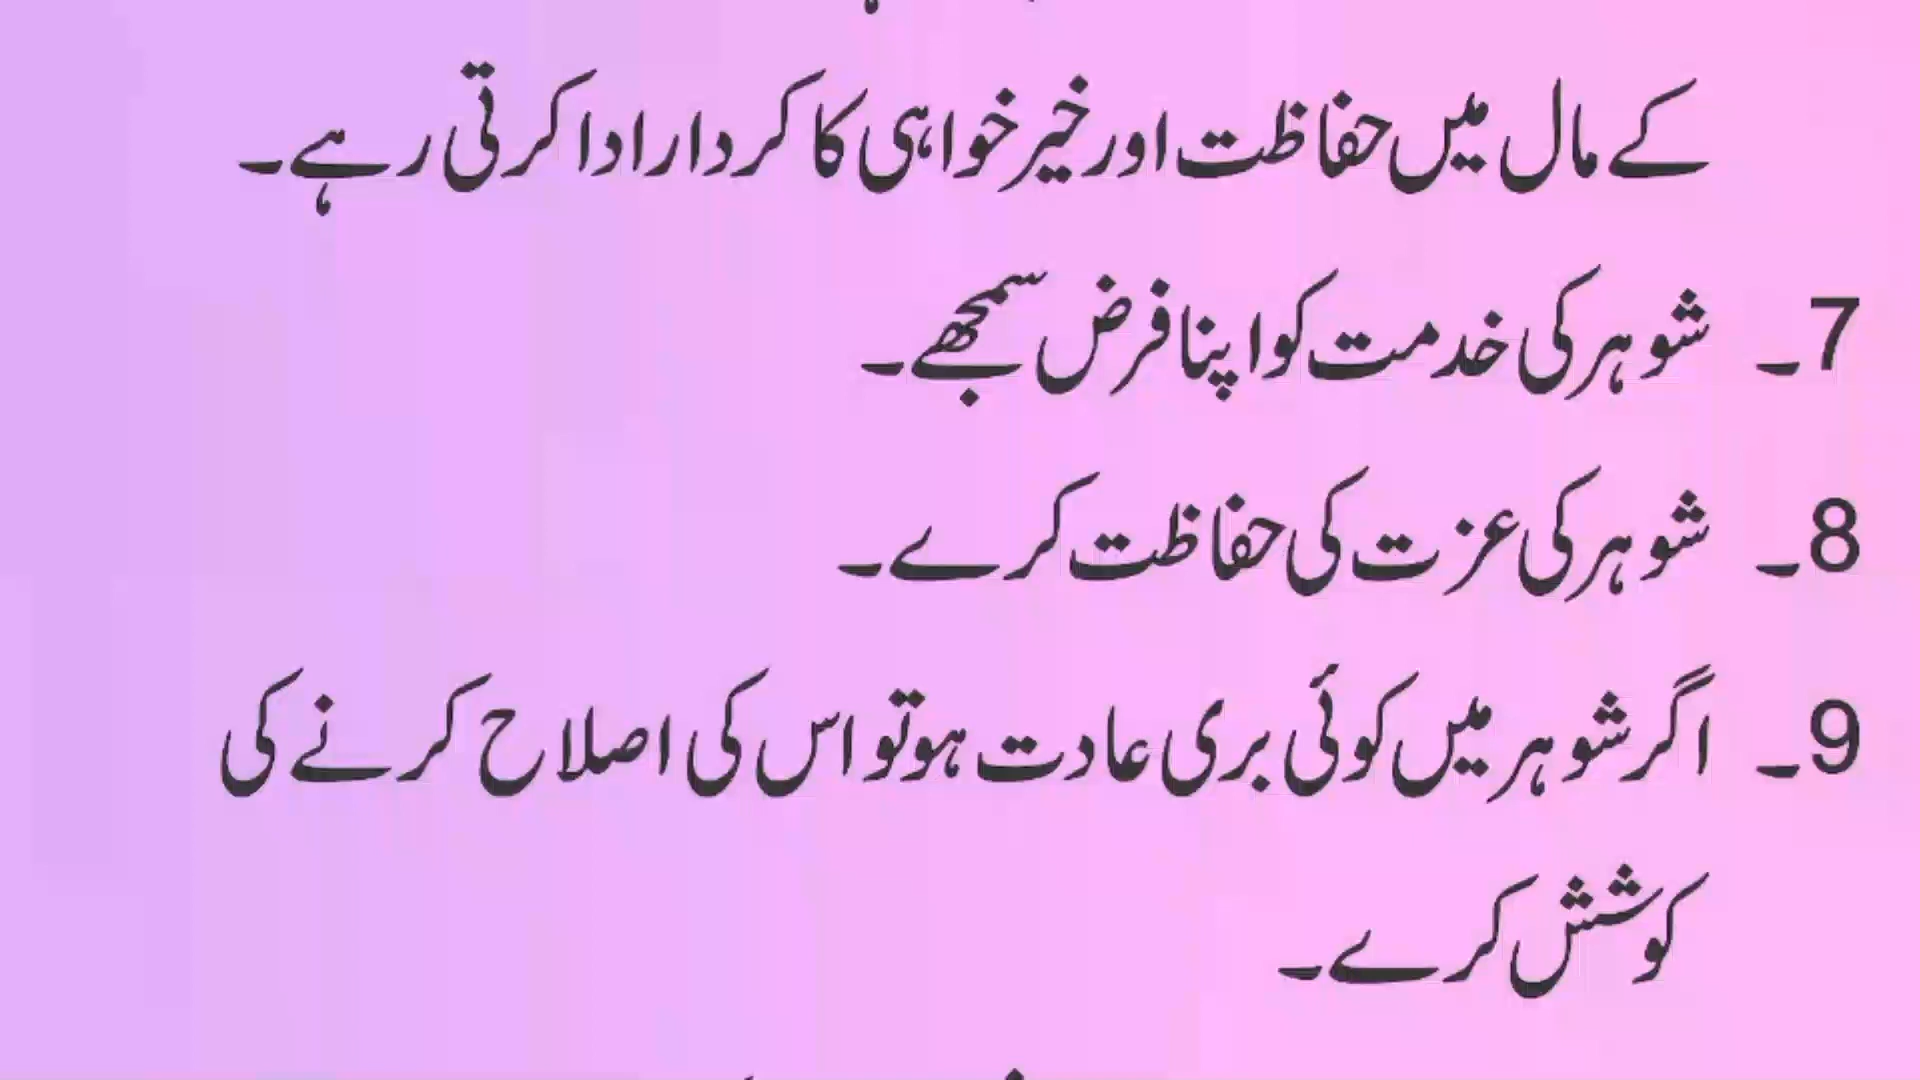 کے مال میں حفاظت اور خیر خواہی کا کردار ادا کرتی رہے۔
7۔ شوہر کی خدمت کو اپنا فرض سمجھے۔
8۔ شوہر کی عزت کی حفاظت کرے۔
9۔ اگر شوہر میں کوئی بری عادت ہو تو اس کی اصلاح کرنے کی
کوشش کرے۔